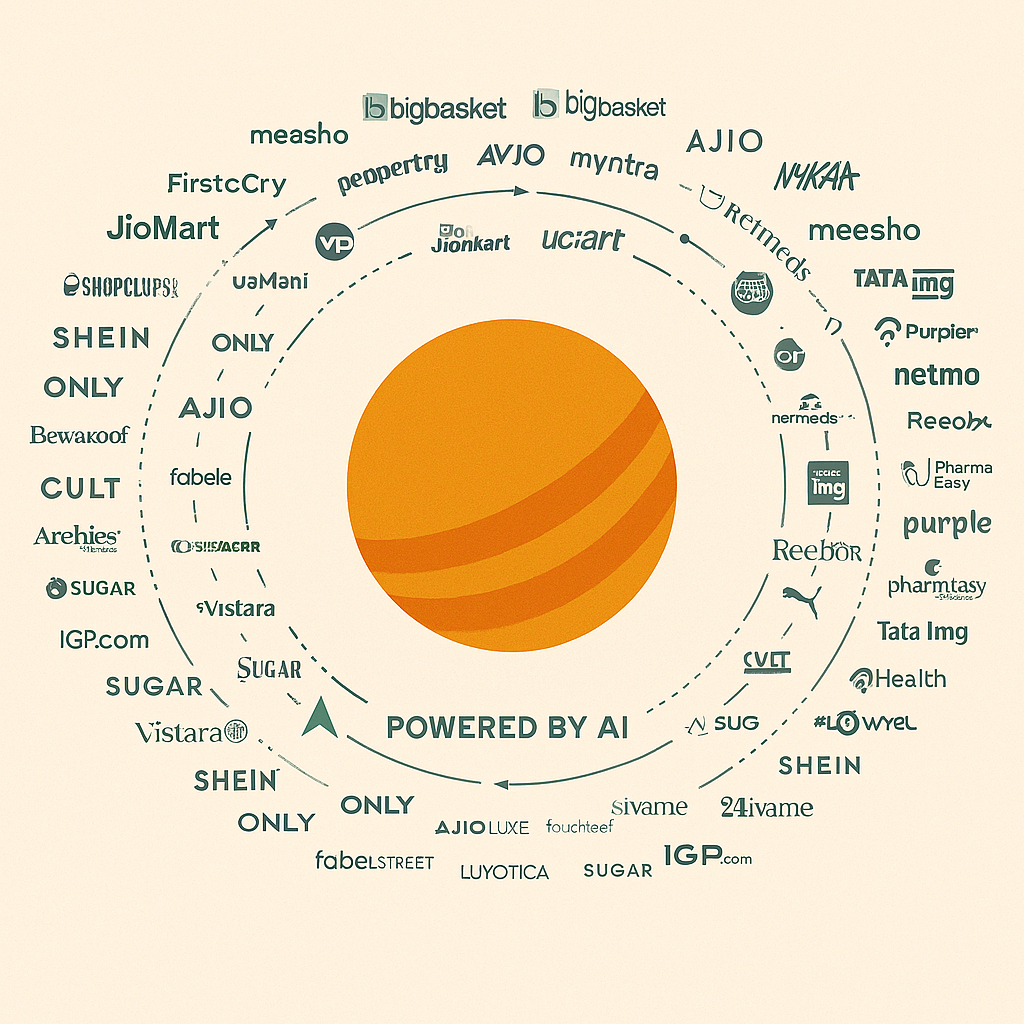 bigbasket
bigbasket
measho
peopertry
AVJO
myntra
AJIO
NYKAA
FirstcCry
JioMart
VP
Jionkart
uciart
Retmeds
meesho
SHOPCLUPS
uaMani
TATA img
SHEIN
ONLY
or
Purpier
ONLY
AJIO
nermeds
netmo
Bewakoof
Reeob
CULT
fabele
Img
Pharma
Easy
Archies
Reebor
purple
SUGAR
Vistara
pharmtasy
IGP.com
SUGAR
CVLT
Tata Img
SUGAR
Health
Vistara
POWERED BY AI
SUG
#LOWYEL
SHEIN
SHEIN
ONLY
ONLY
AJIO LUXE
fouchteef
sivame
24ivame
fabelSTREET
LUYOTICA
SUGAR
IGP.com